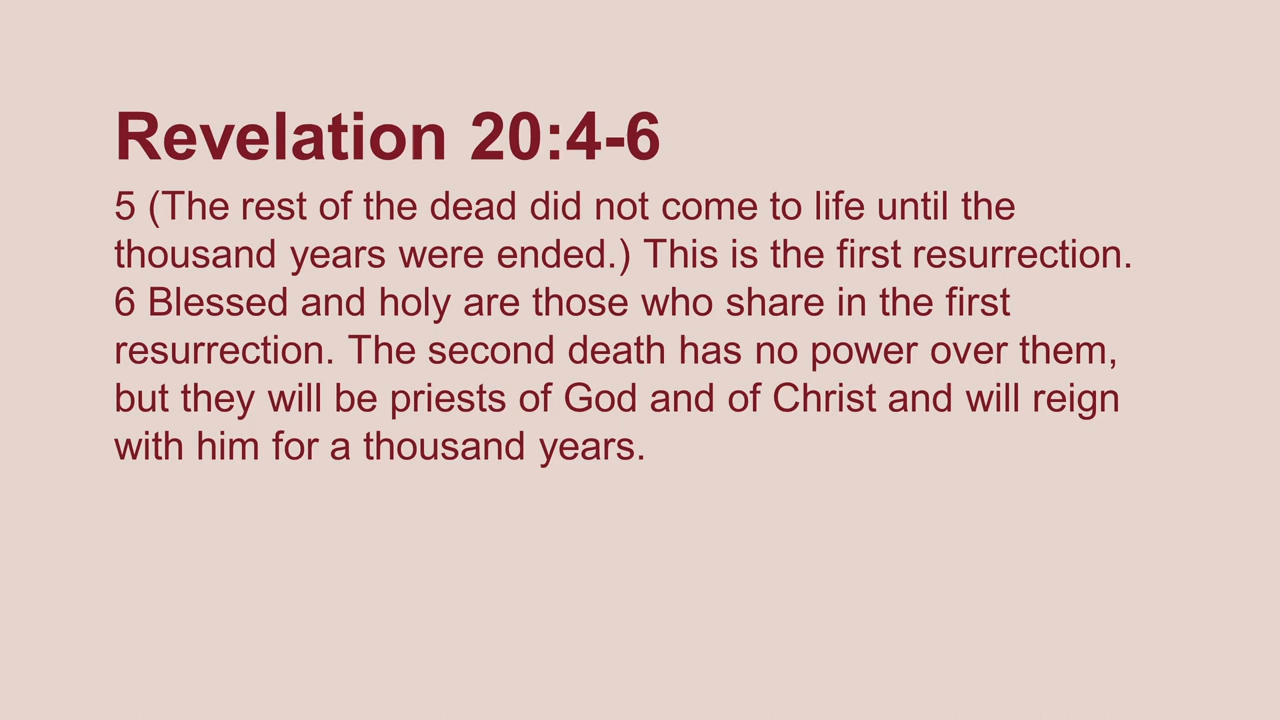 Revelation 20:4-6
5 (The rest of the dead did not come to life until the
thousand years were ended.) This is the first resurrection.
6 Blessed and holy are those who share in the first
resurrection. The second death has no power over them,
but they will be priests of God and of Christ and will reign
with him for a thousand years.